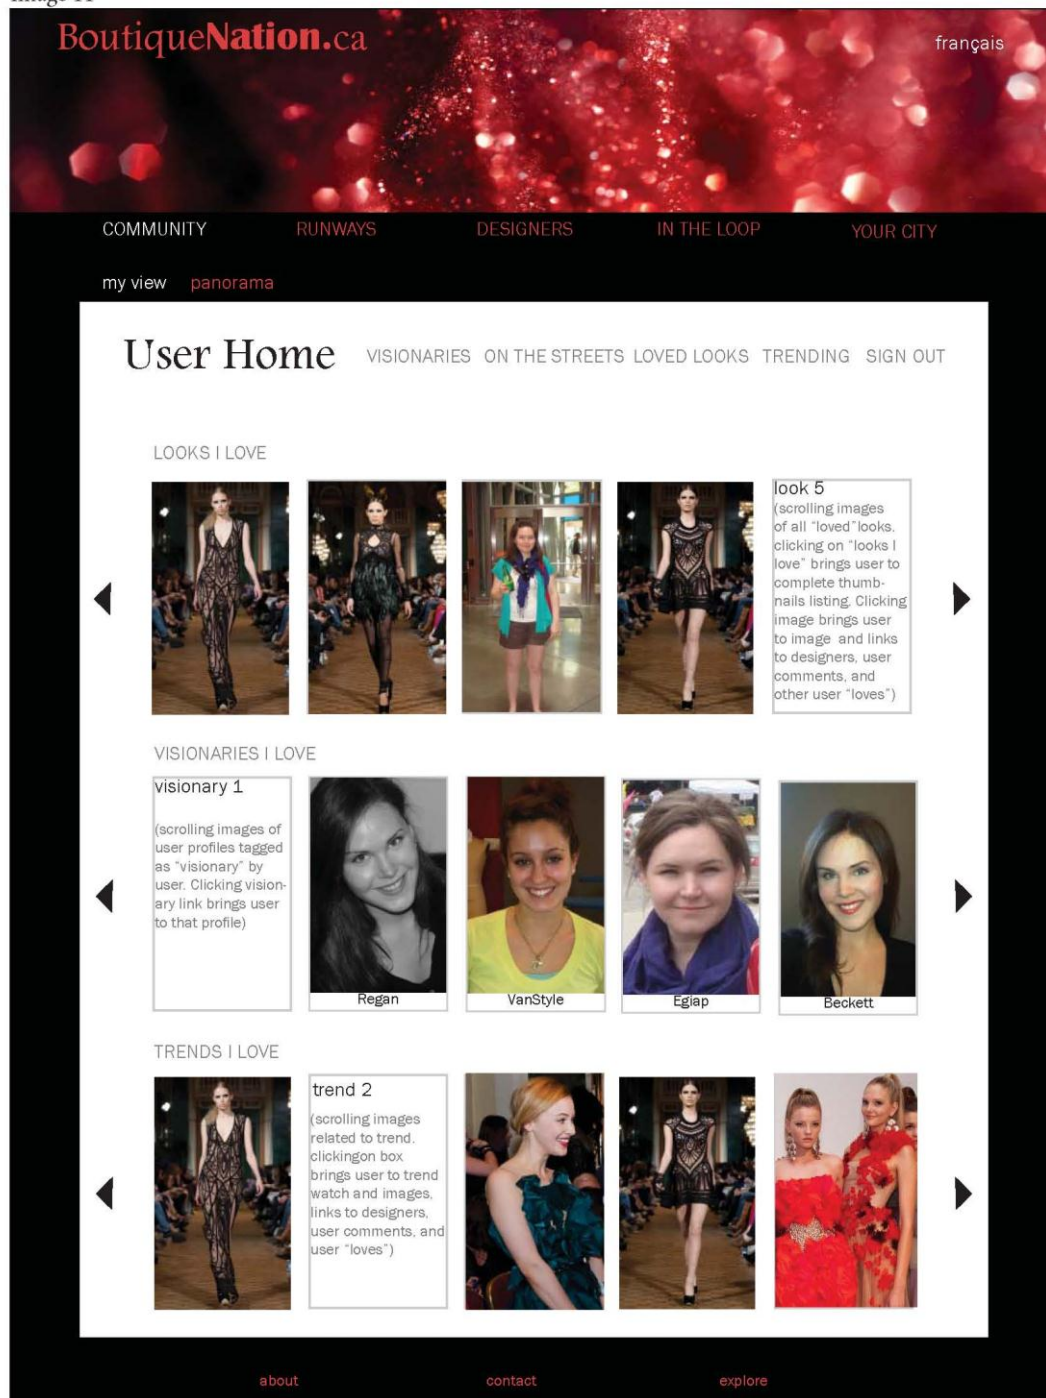 BoutiqueNation.ca
français
COMMUNITY RUNWAYS DESIGNERS IN THE LOOP YOUR CITY
my view panorama
User Home VISIONARIES ON THE STREETS LOVED LOOKS TRENDING SIGN OUT
LOOKS I LOVE
look 5
(scrolling images
of all "loved"looks.
clicking on "looks I
love" brings user to
complete thumb-
nails listing. Clicking
image brings user
to image and links
to designers, user
comments, and
other user "loves")
VISIONARIES I LOVE
visionary 1
(scrolling images of
user profiles tagged
as "visionary" by
user. Clicking vision-
ary link brings user
to that profile)
Regan
VanStyle
Egiap
Beckett
TRENDS I LOVE
trend 2
(scrolling images
related to trend.
clickingon box
brings user to trend
watch and images,
links to designers,
user comments, and
user "loves")
about contact explore